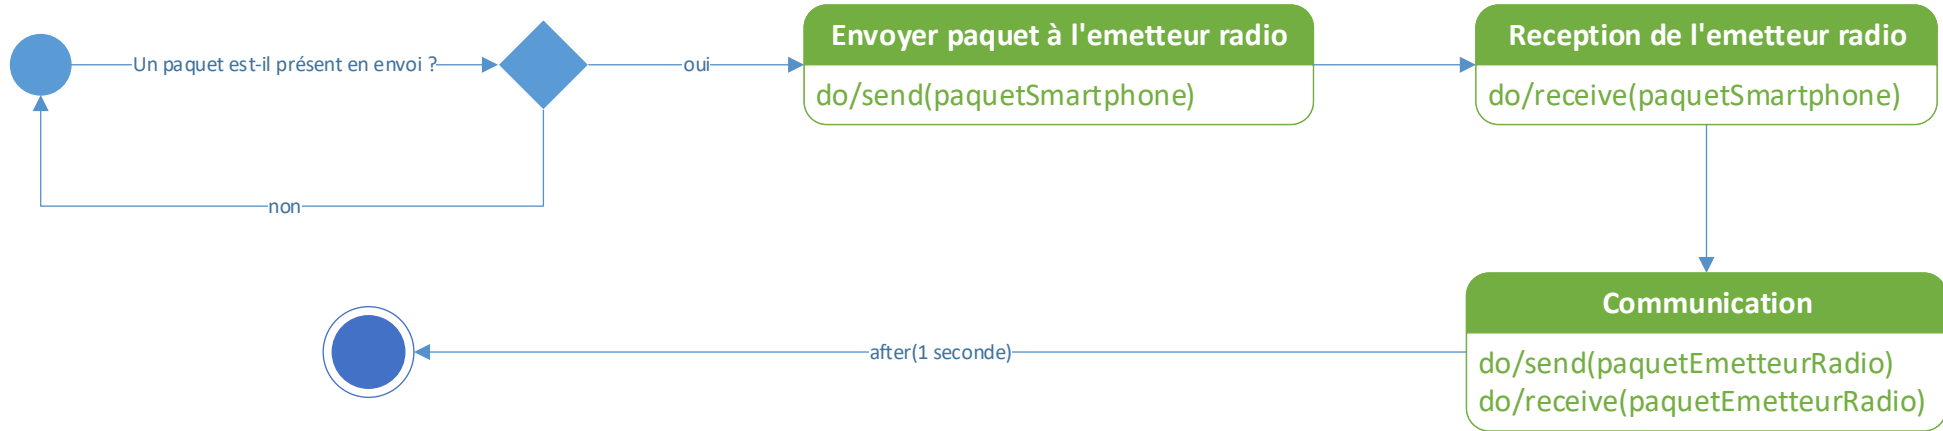 Un paquet est-il présent en envoi ?
oui
Envoyer paquet à l'emetteur radio
do/send(paquetSmartphone)
Reception de l'emetteur radio
do/receive(paquetSmartphone)
non
Communication
do/send(paquetEmetteurRadio)
do/receive(paquetEmetteurRadio)
after(1 seconde)